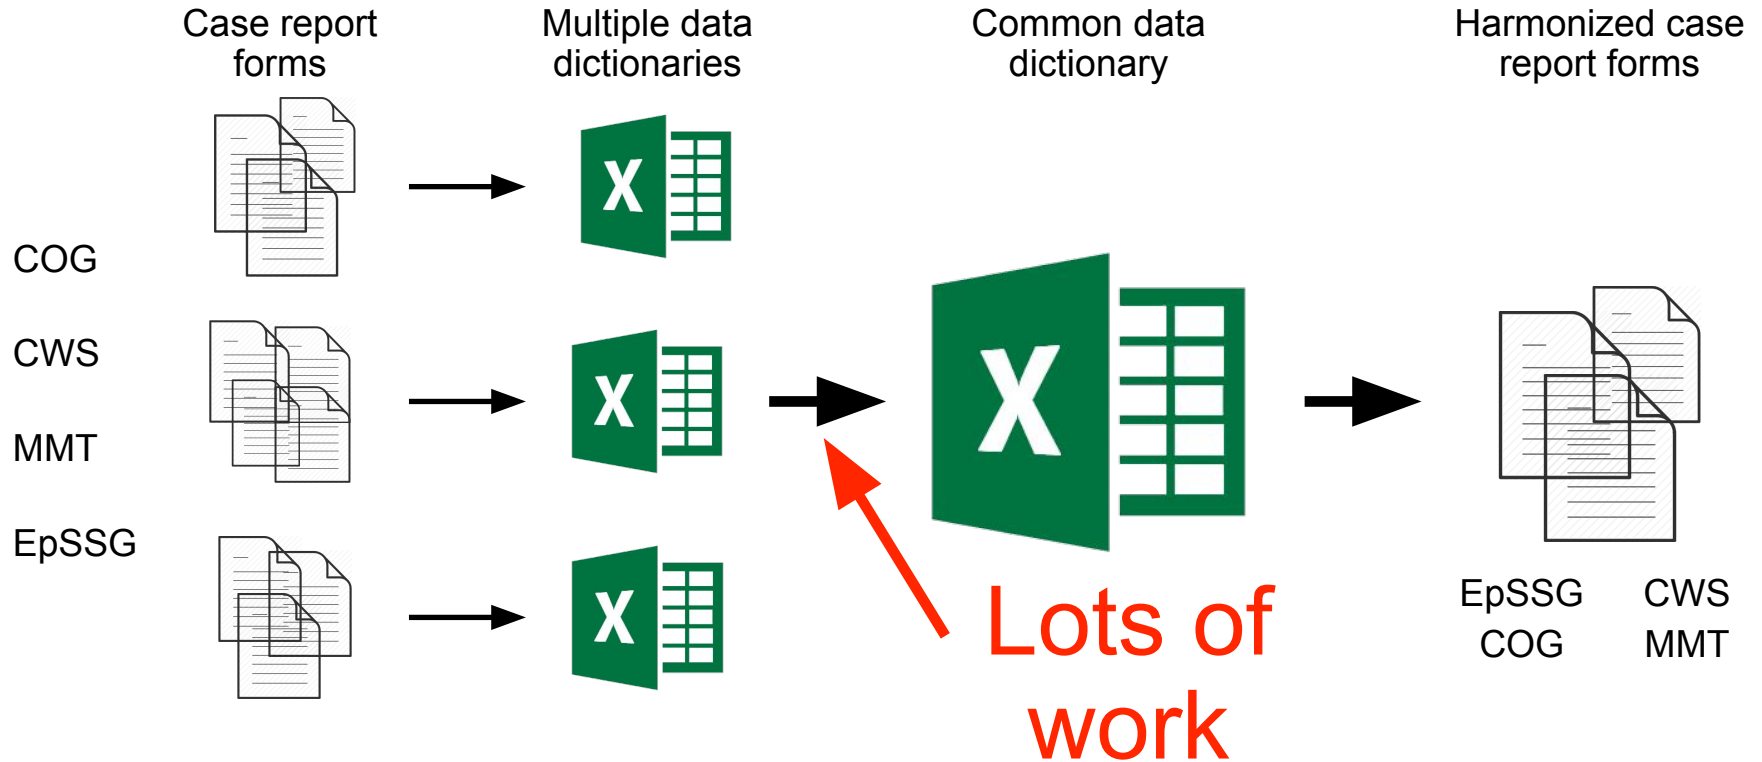 Case report
forms
Multiple data
dictionaries
Common data
dictionary
Harmonized case
report forms
COG
CWS
MMT
EpSSG
X
X
X
X
Lots of
work
EpSSG CWS
COG MMT